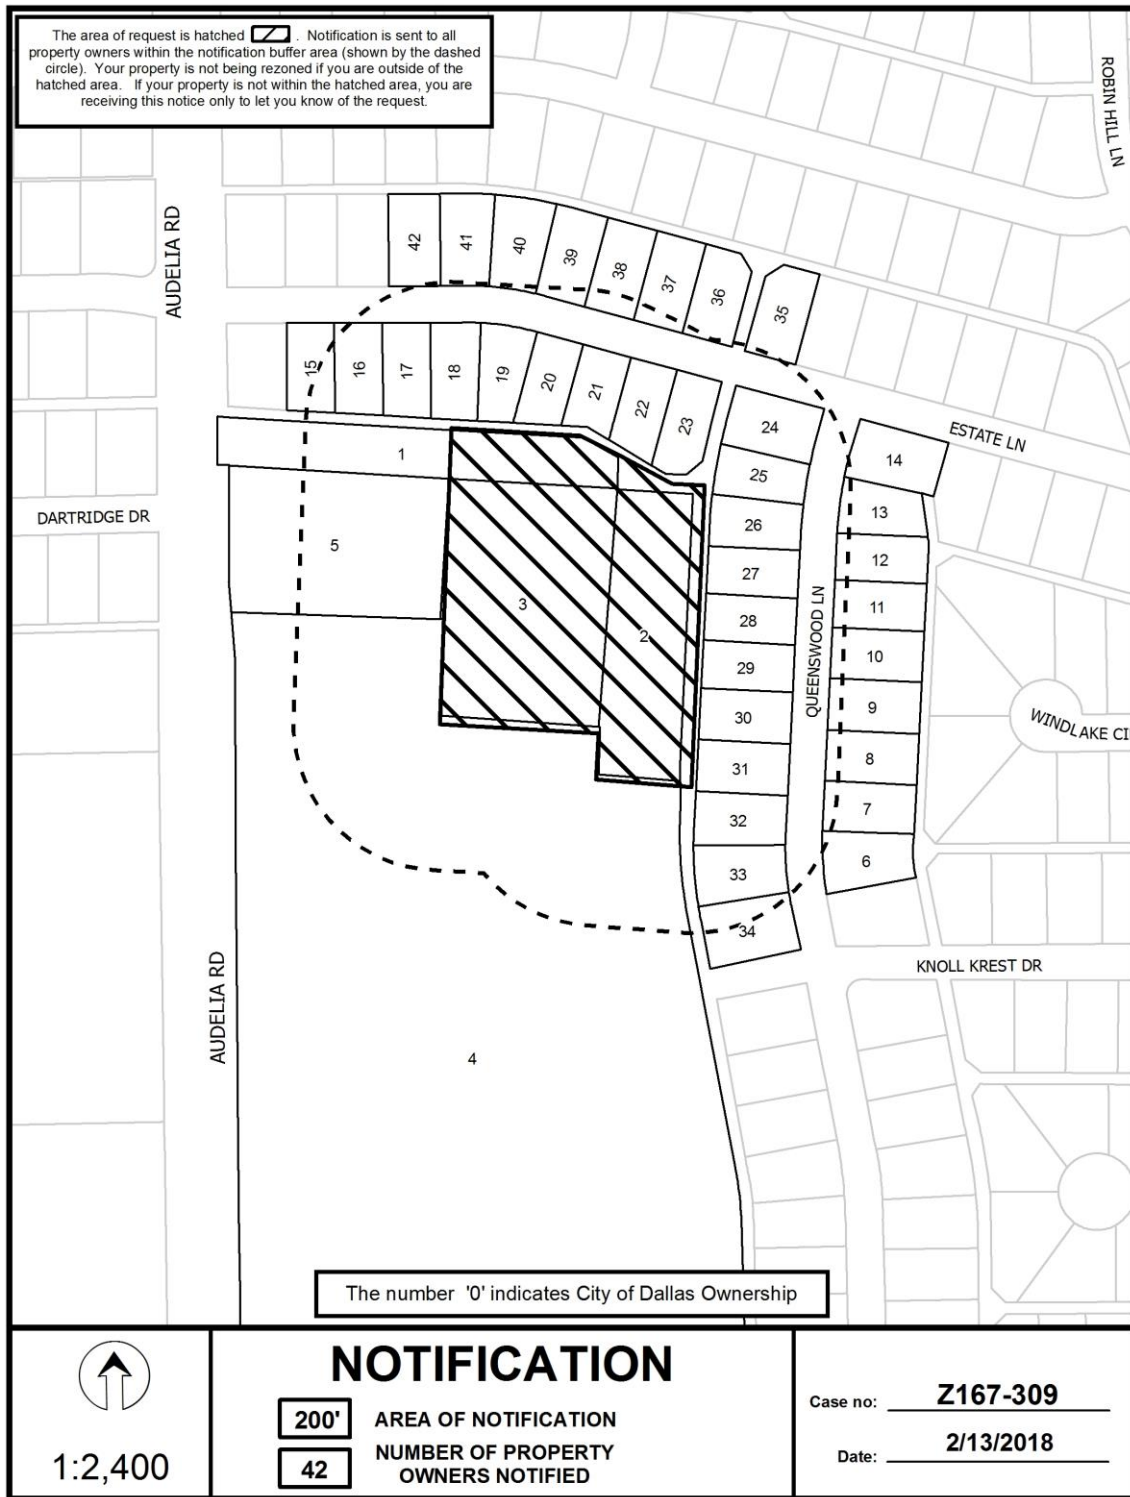 The area of request is hatched . Notification is sent to all
property owners within the notification buffer area (shown by the dashed
circle). Your property is not being rezoned if you are outside of the
hatched area. If your property is not within the hatched area, you are
receiving this notice only to let you know of the request.
ROBIN HILL LN
AUDELIA RD
42
41
40
39
38
37
36
35
15
16
17
18
19
20
21
22
23
24
ESTATE LN
14
1
25
13
DARTRIDGE DR
26
5
12
27
11
3
28
QUEENSWOOD LN
2
10
29
9
30
WINDLAKE CI
8
31
7
32
6
33
34
KNOLL KREST DR
AUDELIA RD
4
The number '0' indicates City of Dallas Ownership
1:2,400
NOTIFICATION
200' AREA OF NOTIFICATION
42 NUMBER OF PROPERTY
OWNERS NOTIFIED
Case no: Z167-309
Date: 2/13/2018